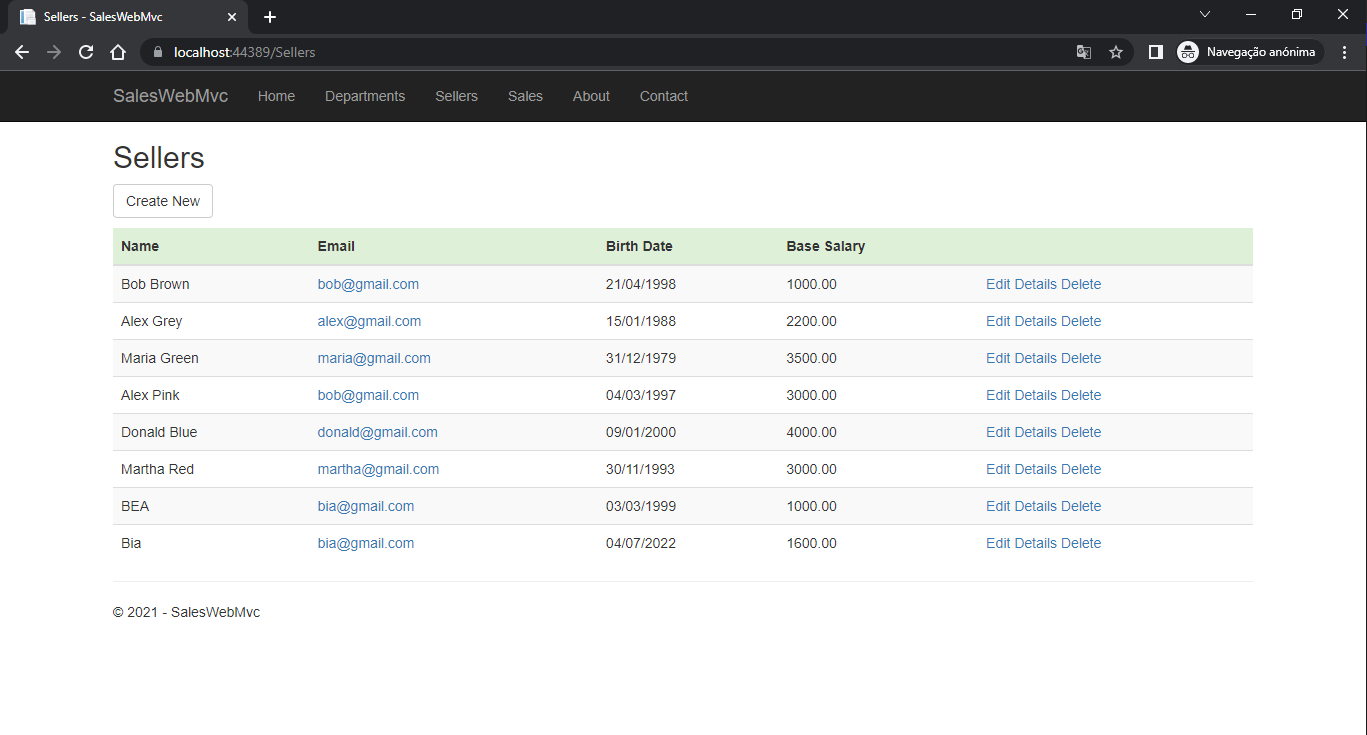 Sellers - SalesWebMvc
localhost:44389/Sellers
Navegação anónima
SalesWebMvc Home Departments Sellers Sales About Contact
Sellers
Create New
Name Email Birth Date Base Salary
Bob Brown bob@gmail.com 21/04/1998 1000.00 Edit Details Delete
Alex Grey alex@gmail.com 15/01/1988 2200.00 Edit Details Delete
Maria Green maria@gmail.com 31/12/1979 3500.00 Edit Details Delete
Alex Pink bob@gmail.com 04/03/1997 3000.00 Edit Details Delete
Donald Blue donald@gmail.com 09/01/2000 4000.00 Edit Details Delete
Martha Red martha@gmail.com 30/11/1993 3000.00 Edit Details Delete
BEA bia@gmail.com 03/03/1999 1000.00 Edit Details Delete
Bia bia@gmail.com 04/07/2022 1600.00 Edit Details Delete
© 2021 - SalesWebMvc